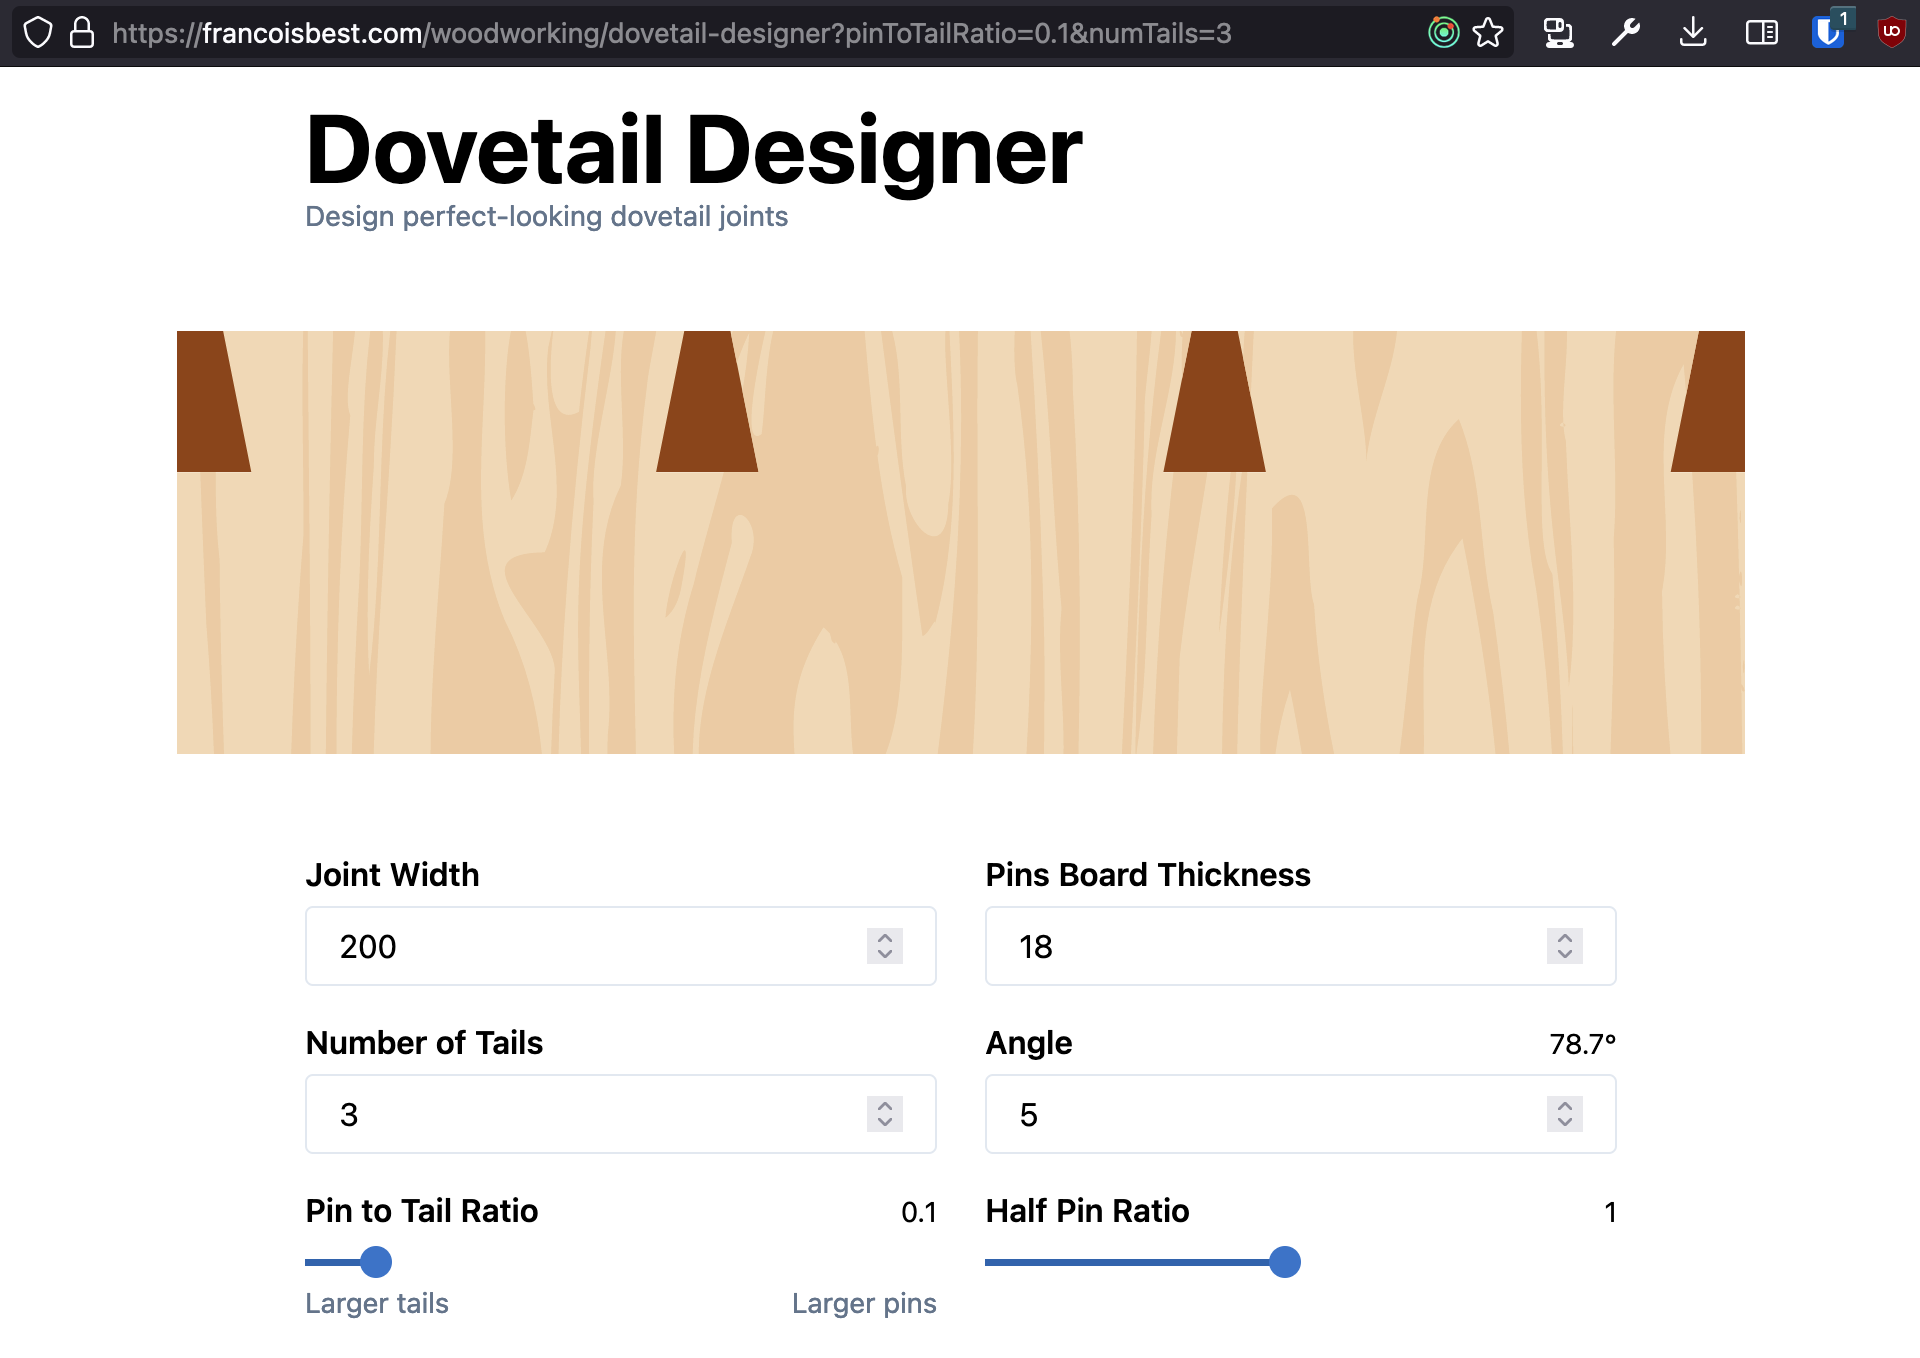 https://francoisbest.com/woodworking/dovetail-designer?pinToTailRatio=0.1&numTails=3
1
uo
Dovetail Designer
Design perfect-looking dovetail joints
Joint Width
Pins Board Thickness
200
18
Number of Tails
Angle
78.7°
3
5
Pin to Tail Ratio
0.1
Half Pin Ratio
1
Larger tails
Larger pins